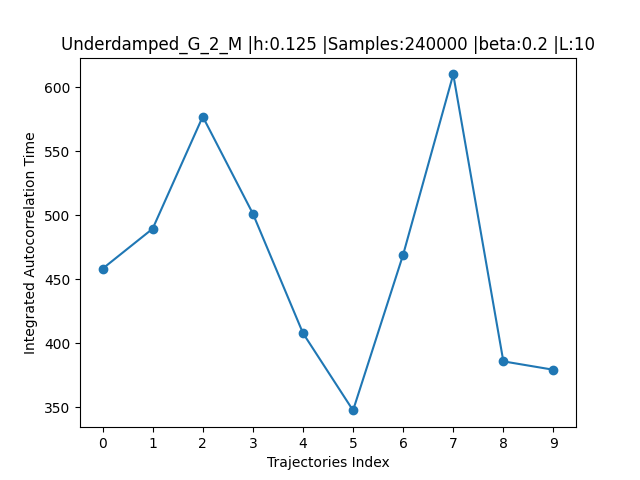 Underdamped_G_2_M |h:0.125 |Samples:240000 |beta:0.2 |L:10
Integrated Autocorrelation Time
600
550
500
450
400
350
0 1 2 3 4 5 6 7 8 9
Trajectories Index